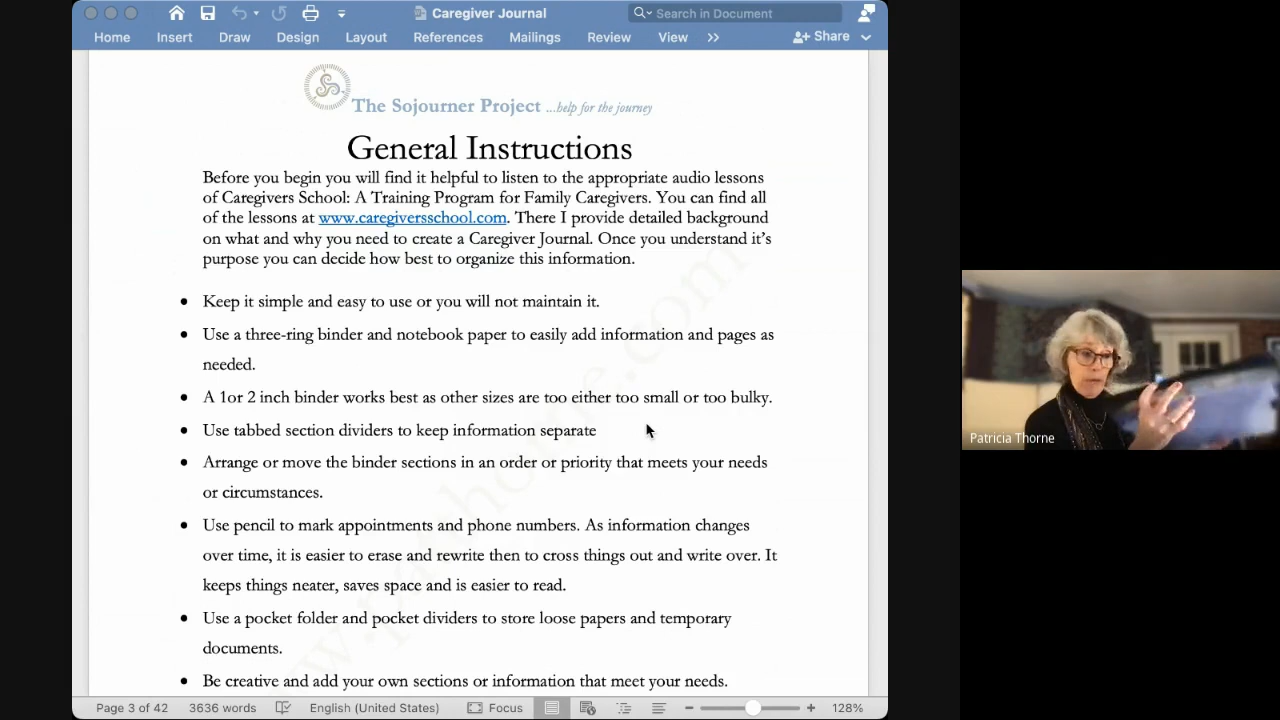 Caregiver Journal
Search in Document
Home Insert Draw Design Layout References Mailings Review View >> Share
The Sojourner Project ...help for the journey
General Instructions
Before you begin you will find it helpful to listen to the appropriate audio lessons
of Caregivers School: A Training Program for Family Caregivers. You can find all
of the lessons at www.caregiversschool.com. There I provide detailed background
on what and why you need to create a Caregiver Journal. Once you understand it's
purpose you can decide how best to organize this information.
• Keep it simple and easy to use or you will not maintain it.
• Use a three-ring binder and notebook paper to easily add information and pages as
needed.
• A 1or 2 inch binder works best as other sizes are too either too small or too bulky.
• Use tabbed section dividers to keep information separate
• Arrange or move the binder sections in an order or priority that meets your needs
or circumstances.
• Use pencil to mark appointments and phone numbers. As information changes
over time, it is easier to erase and rewrite then to cross things out and write over. It
keeps things neater, saves space and is easier to read.
• Use a pocket folder and pocket dividers to store loose papers and temporary
documents.
• Be creative and add your own sections or information that meet your needs.
Page 3 of 42 3636 words English (United States) Focus 128%
Patricia Thorne